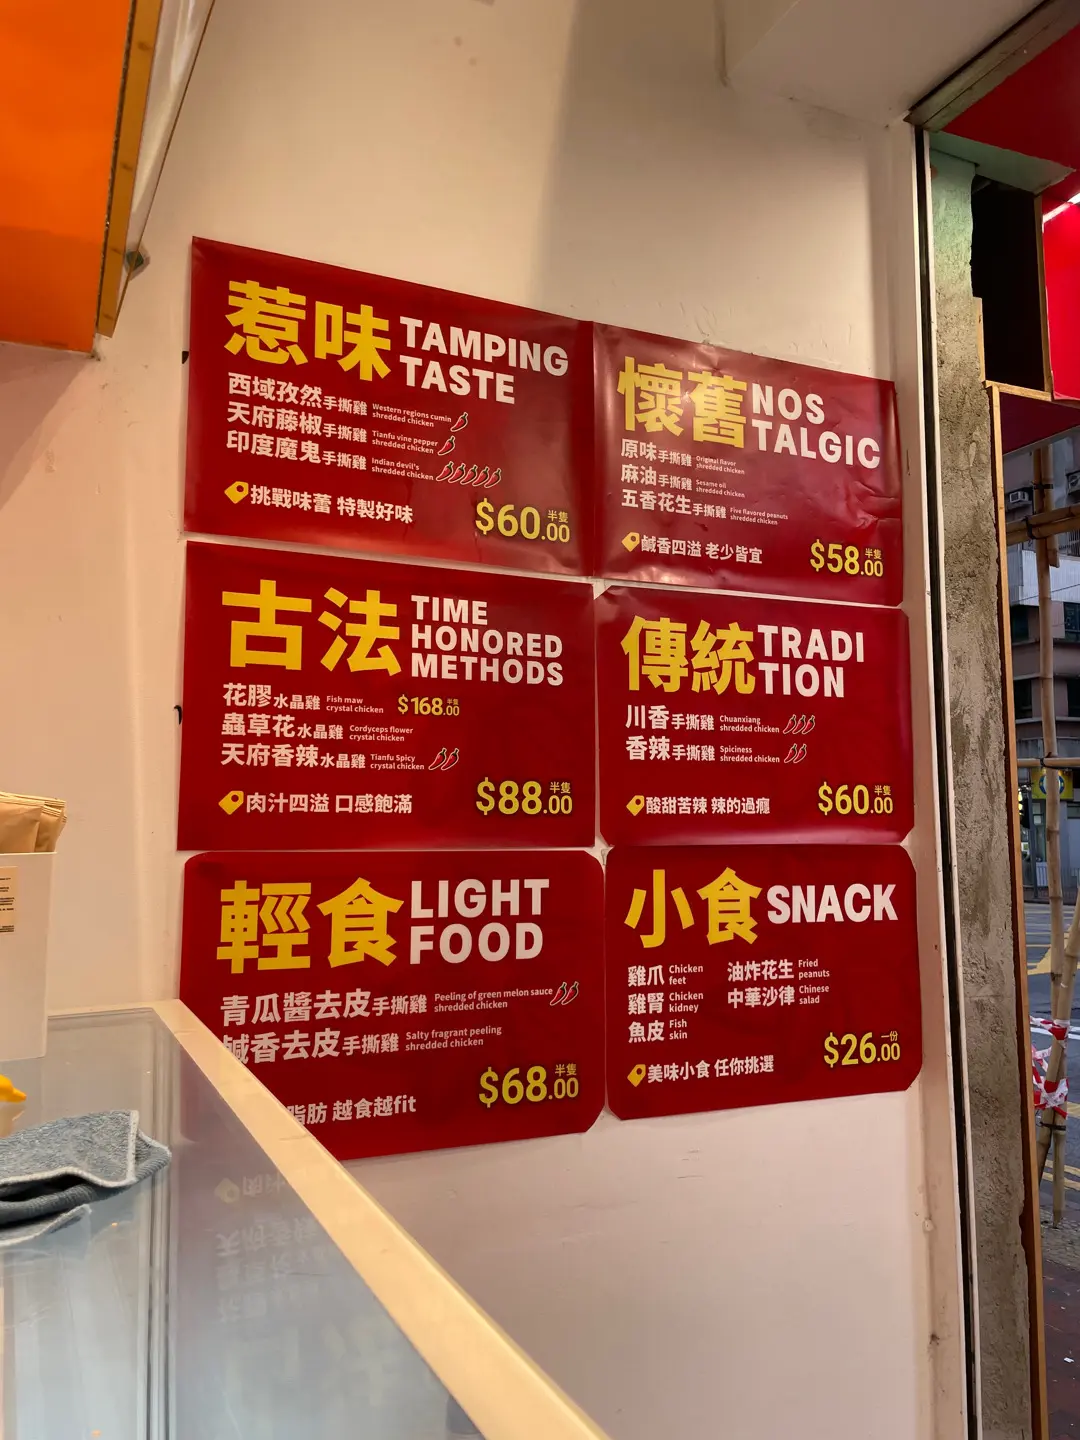 惹味 TAMPING TASTE
西域孜然手撕雞 Western regions cumin shredded chicken
天府藤椒手撕雞 Tianfu vine pepper shredded chicken
印度魔鬼手撕雞 Indian devil's shredded chicken
挑戰味蕾 特製好味
$60.00 半隻
懷舊 NOS TALGIC
原味手撕雞 Original flavor shredded chicken
麻油手撕雞 Sesame oil shredded chicken
五香花生手撕雞 Five flavored peanuts shredded chicken
鹹香四溢 老少皆宜
$58.00 半隻
古法 TIME HONORED METHODS
花膠水晶雞 Fish maw crystal chicken $168.00 半隻
蟲草花水晶雞 Cordyceps flower crystal chicken
天府香辣水晶雞 Tianfu Spicy crystal chicken
肉汁四溢 口感飽滿
$88.00 半隻
傳統 TRADI TION
川香手撕雞 Chuanxiang shredded chicken
香辣手撕雞 Spiciness shredded chicken
酸甜苦辣 辣的過癮
$60.00 半隻
輕食 LIGHT FOOD
青瓜醬去皮手撕雞 Peeling of green melon sauce shredded chicken
鹹香去皮手撕雞 Salty fragrant peeling shredded chicken
脂肪 越食越fit
$68.00 半隻
小食 SNACK
雞爪 Chicken feet
油炸花生 Fried peanuts
雞腎 Chicken kidney
中華沙律 Chinese salad
魚皮 Fish skin
美味小食 任你挑選
$26.00 一份